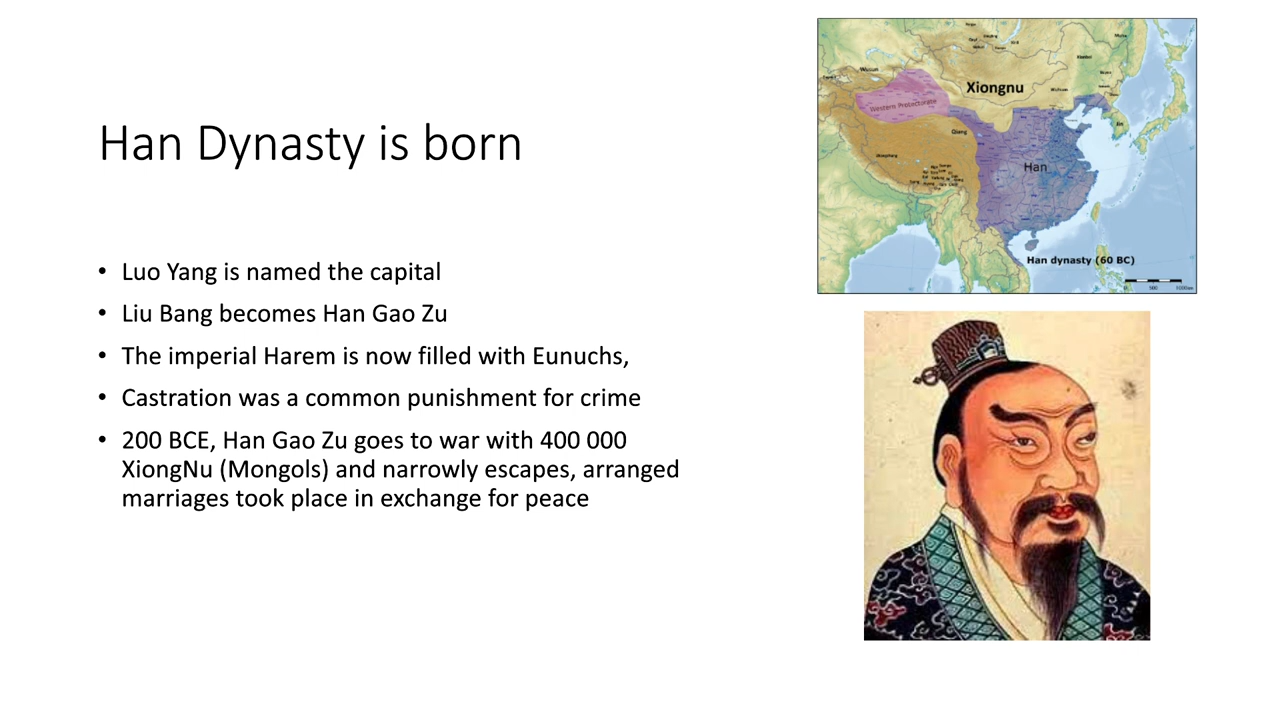 Han Dynasty is born
• Luo Yang is named the capital
• Liu Bang becomes Han Gao Zu
• The imperial Harem is now filled with Eunuchs,
• Castration was a common punishment for crime
• 200 BCE, Han Gao Zu goes to war with 400 000
XiongNu (Mongols) and narrowly escapes, arranged
marriages took place in exchange for peace
Wusun
Xiongnu
Western Protectorate
Qiang
Han
Han dynasty (60 BC)